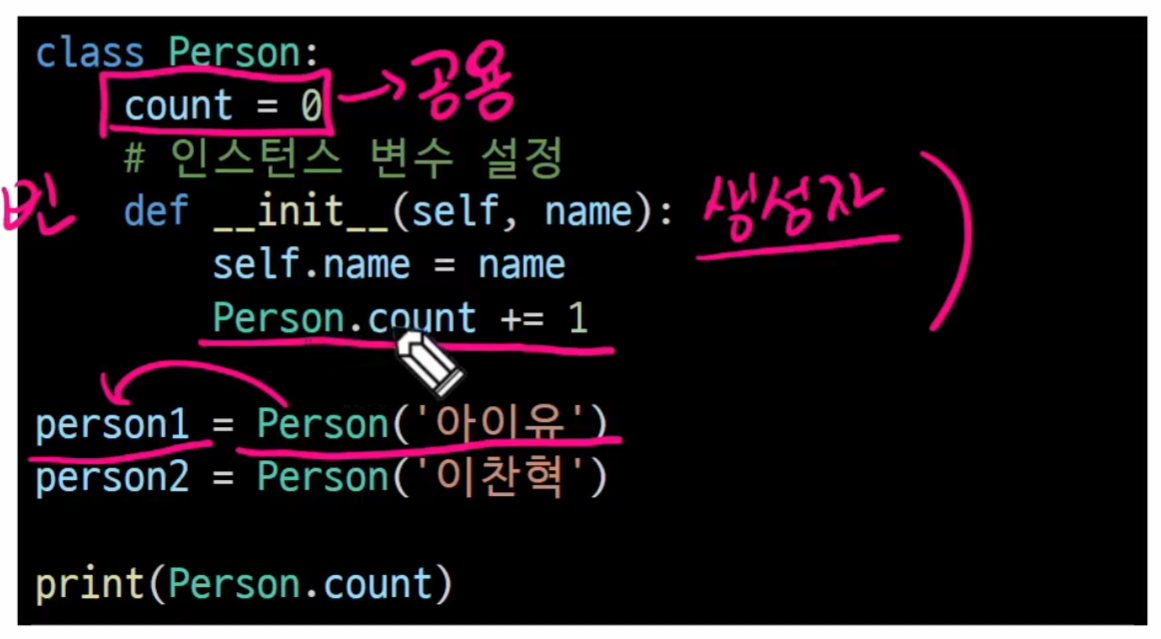 class Person:
count = 0 → 공용
# 인스턴스 변수 설정
빈 def __init__(self, name): 생성자
self.name = name
Person.count += 1
person1 = Person('아이유')
person2 = Person('이찬혁')
print(Person.count)